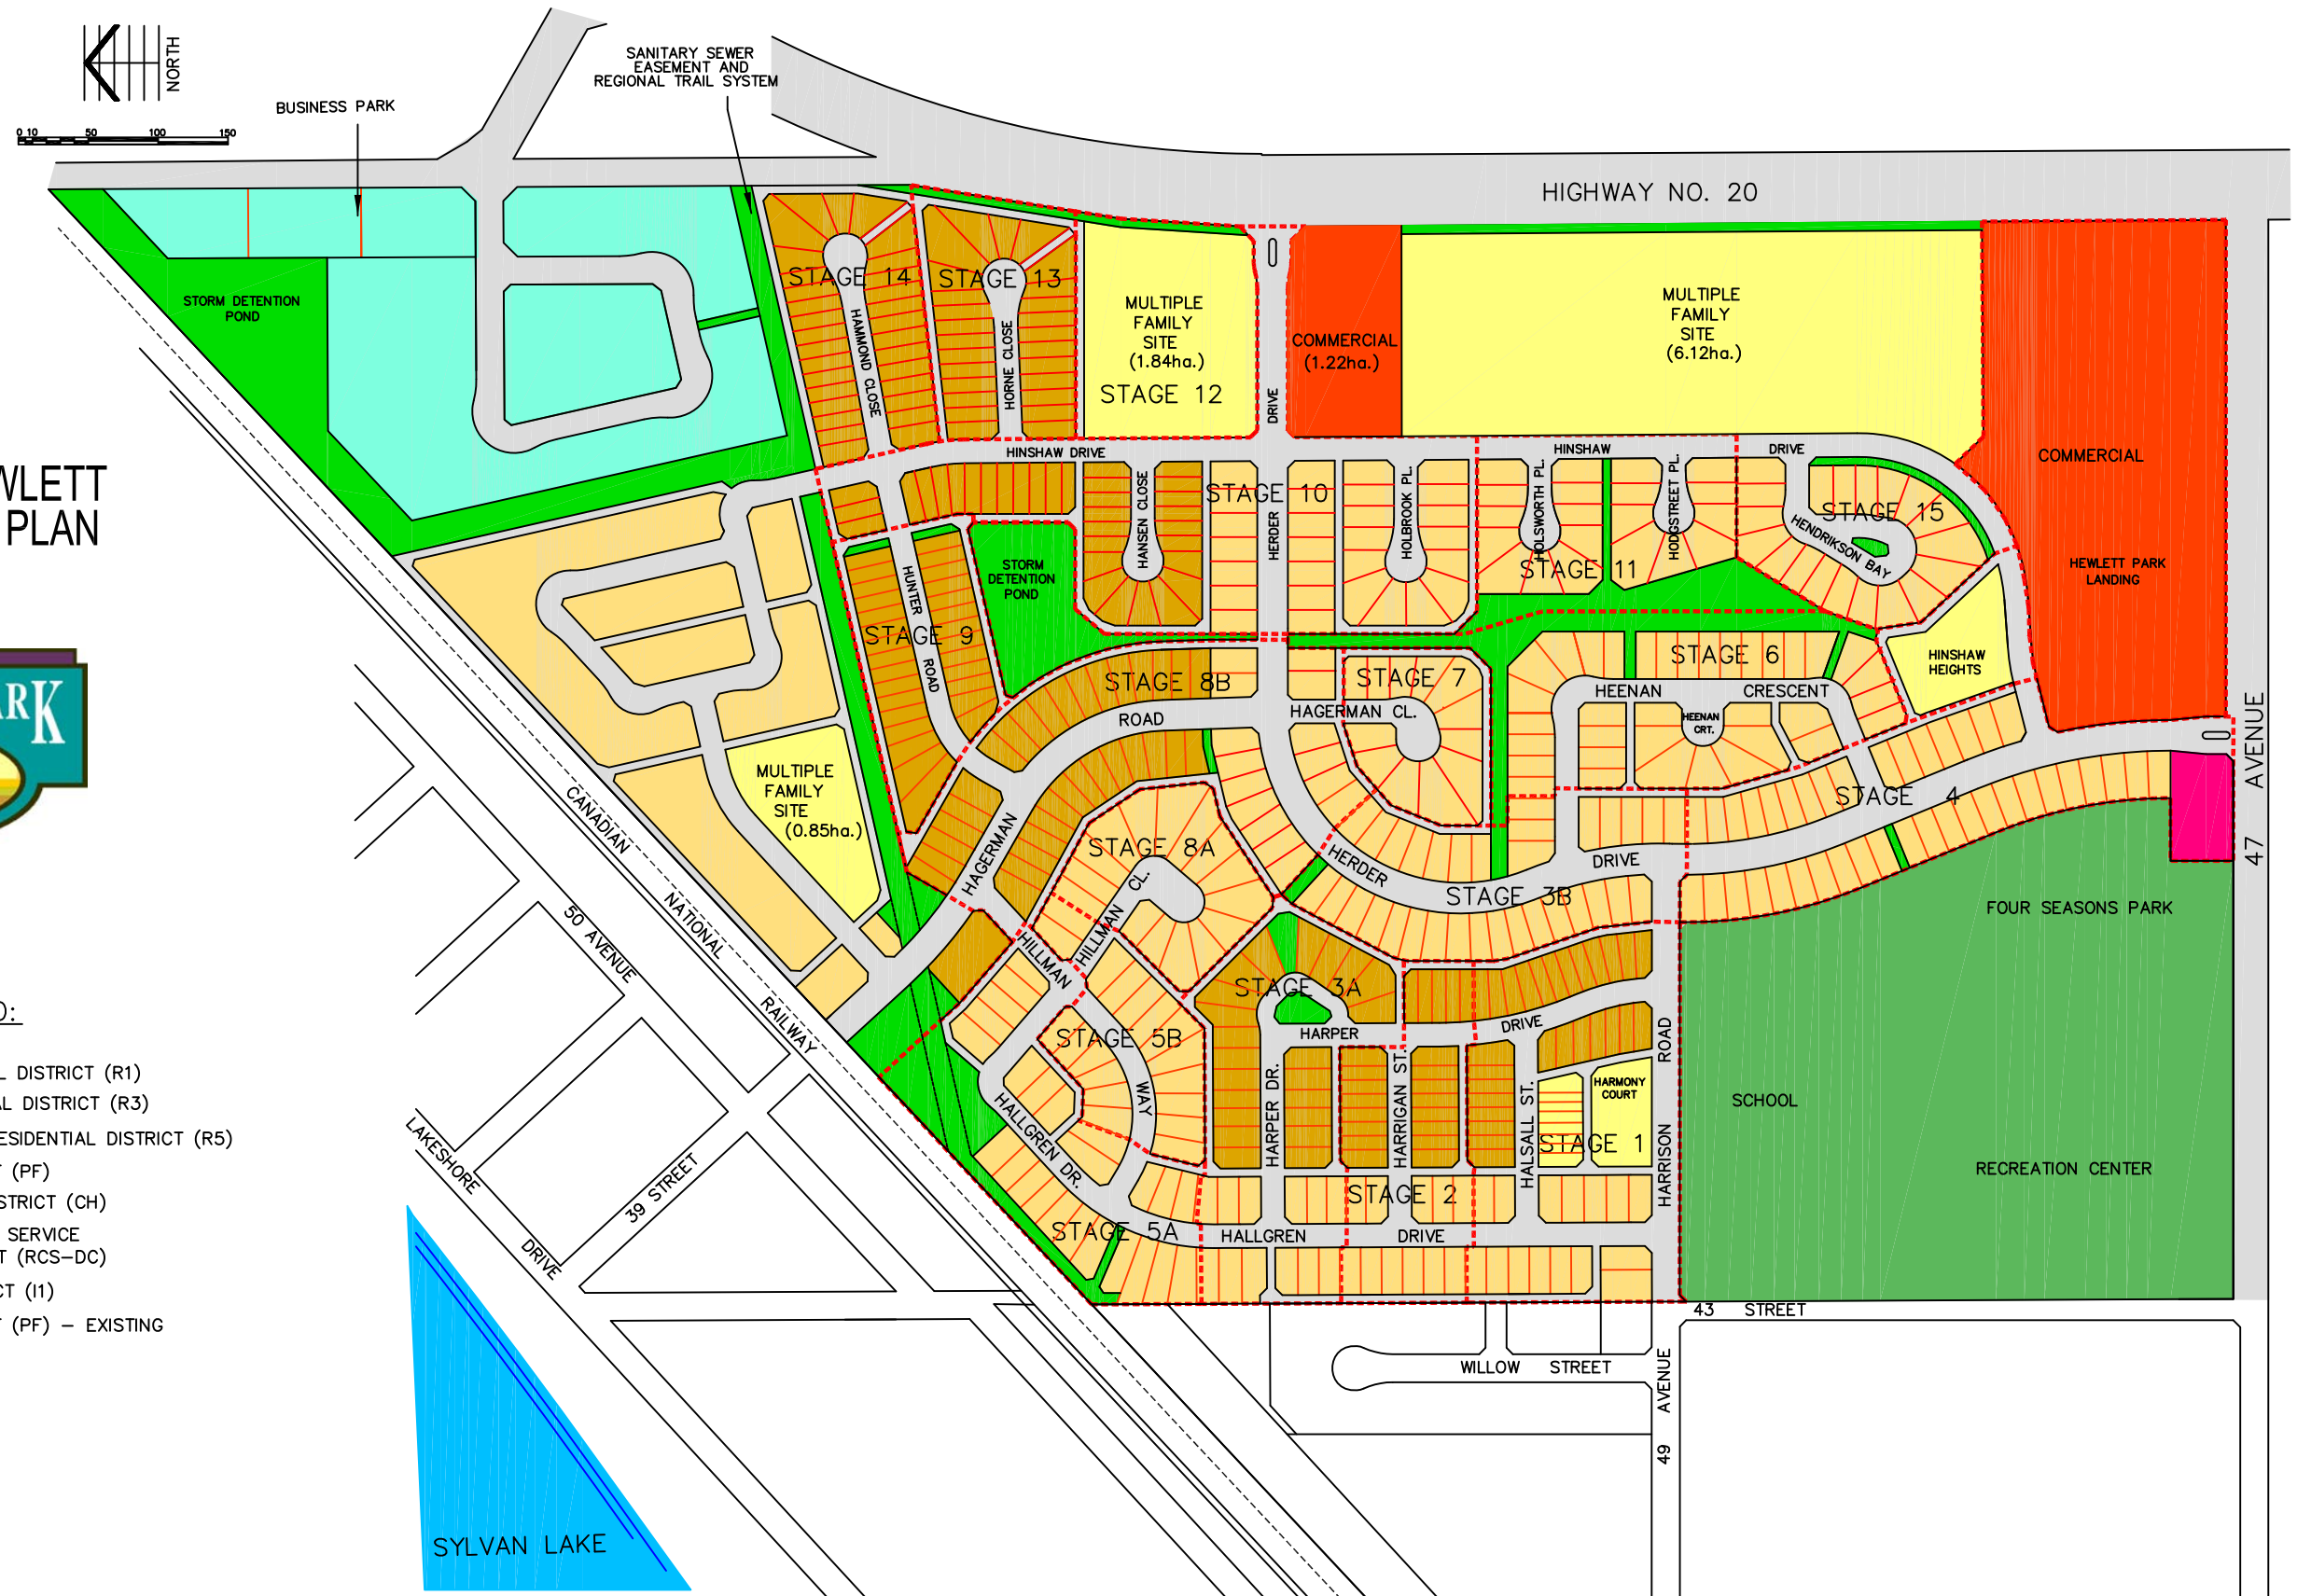 NORTH
0 10 50 100 150
BUSINESS PARK
SANITARY SEWER
EASEMENT AND
REGIONAL TRAIL SYSTEM
HIGHWAY NO. 20
STORM DETENTION
POND
STAGE 14
STAGE 13
HAMMOND CLOSE
HORNE CLOSE
MULTIPLE
FAMILY
SITE
(1.84ha.)
STAGE 12
DRIVE
COMMERCIAL
(1.22ha.)
MULTIPLE
FAMILY
SITE
(6.12ha.)
COMMERCIAL
HEWLETT PARK
LANDING
HINSHAW DRIVE
HINSHAW
DRIVE
WLETT
PLAN
HANSEN CLOSE
STAGE 10
HERDER
HOLBROOK PL.
HOLSWORTH PL.
HODGSTREET PL.
STAGE 11
STAGE 15
HENDRIKSON BAY
STORM
DETENTION
POND
HUNTER
ROAD
STAGE 9
STAGE 8B
STAGE 7
STAGE 6
HINSHAW
HEIGHTS
ROAD
HAGERMAN CL.
HEENAN
CRESCENT
HEENAN
CRT.
ARK
47 AVENUE
MULTIPLE
FAMILY
SITE
(0.85ha.)
STAGE 4
CANADIAN
NATIONAL
RAILWAY
HAGERMAN
STAGE 8A
HERDER
DRIVE
STAGE 3B
HILLMAN CL.
HILLMAN
WAY
FOUR SEASONS PARK
50 AVENUE
STAGE 3A
HARPER
DRIVE
STAGE 5B
O:
L DISTRICT (R1)
AL DISTRICT (R3)
ESIDENTIAL DISTRICT (R5)
T (PF)
STRICT (CH)
SERVICE
T (RCS-DC)
CT (I1)
T (PF) – EXISTING
HARPER DR.
HARRIGAN ST.
HALSALL ST.
HARMONY
COURT
STAGE 1
ROAD
HARRISON
SCHOOL
RECREATION CENTER
HALLGREN DR.
STAGE 2
STAGE 5A
HALLGREN
DRIVE
LAKESHORE
DRIVE
39 STREET
43 STREET
WILLOW STREET
49 AVENUE
SYLVAN LAKE